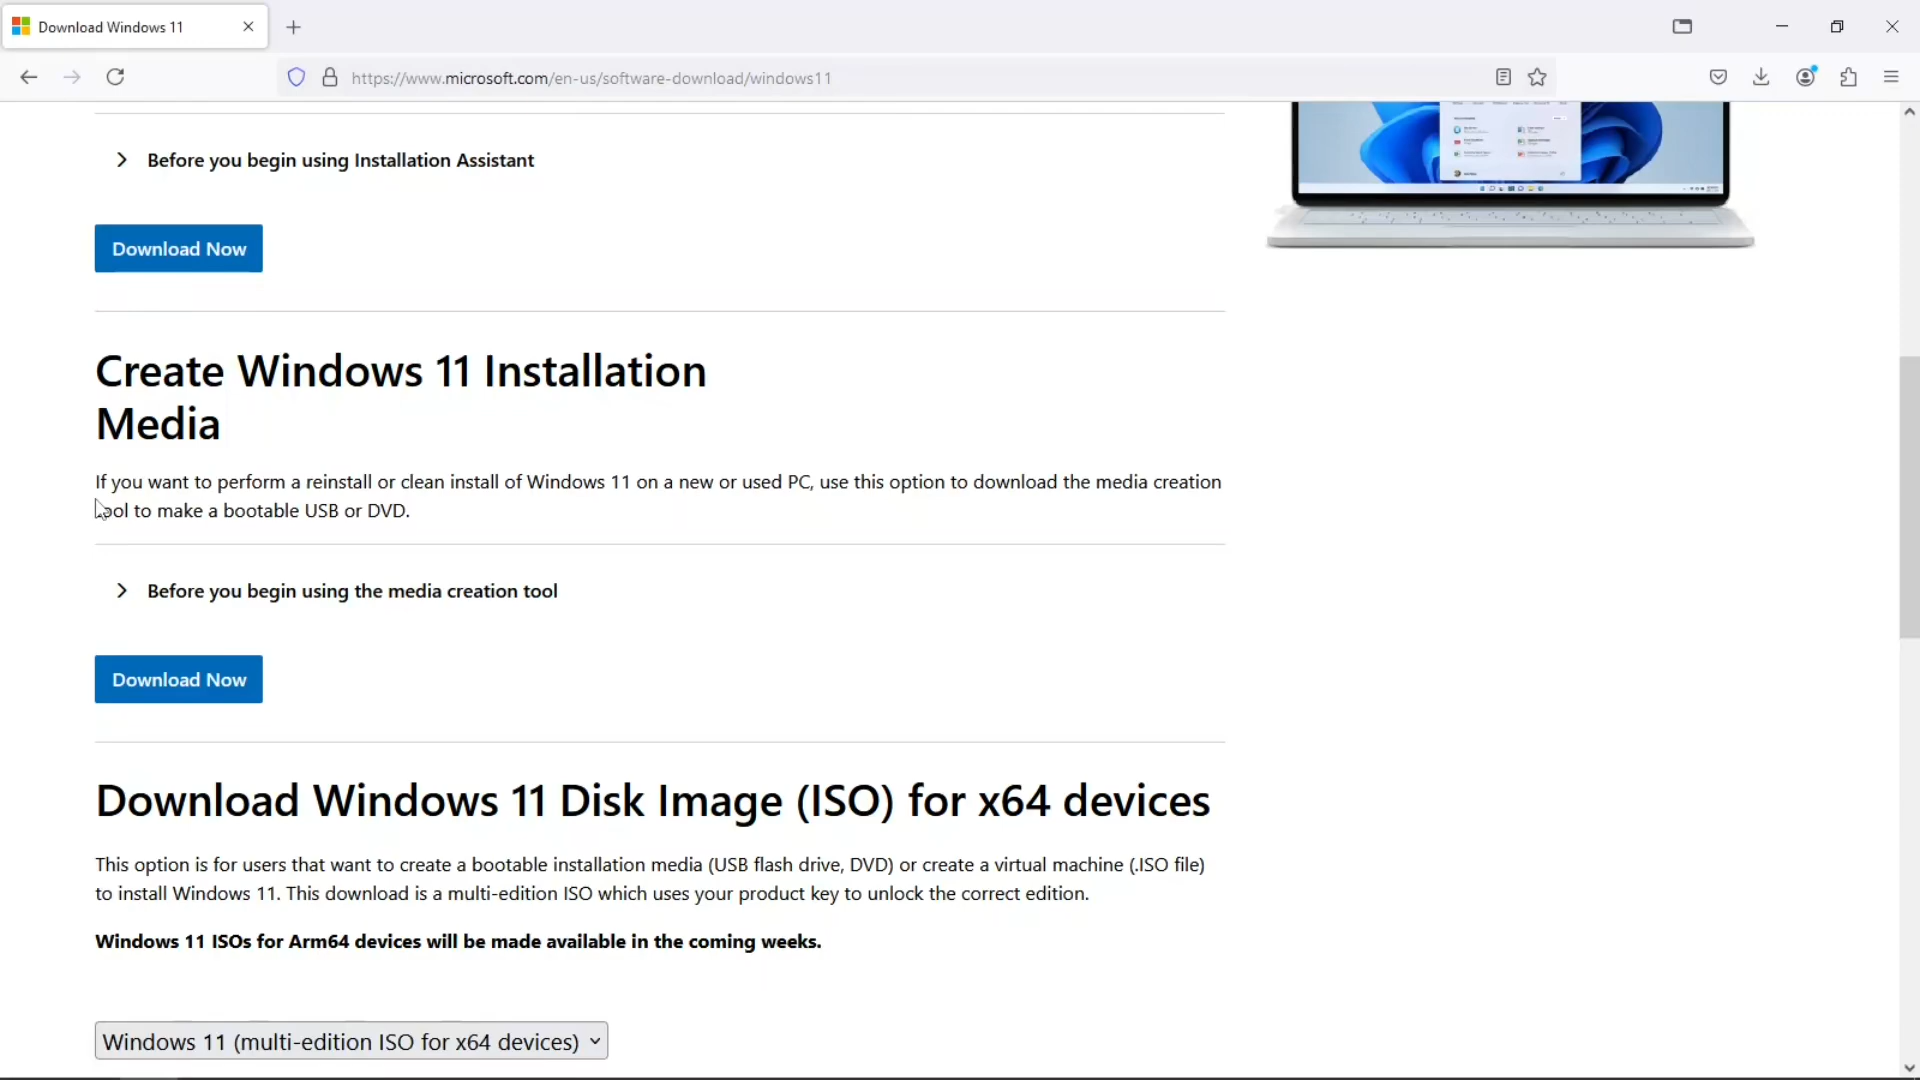 Download Windows 11
https://www.microsoft.com/en-us/software-download/windows11
Before you begin using Installation Assistant
Download Now
Create Windows 11 Installation
Media
If you want to perform a reinstall or clean install of Windows 11 on a new or used PC, use this option to download the media creation
tool to make a bootable USB or DVD.
Before you begin using the media creation tool
Download Now
Download Windows 11 Disk Image (ISO) for x64 devices
This option is for users that want to create a bootable installation media (USB flash drive, DVD) or create a virtual machine (.ISO file)
to install Windows 11. This download is a multi-edition ISO which uses your product key to unlock the correct edition.
Windows 11 ISOs for Arm64 devices will be made available in the coming weeks.
Windows 11 (multi-edition ISO for x64 devices)